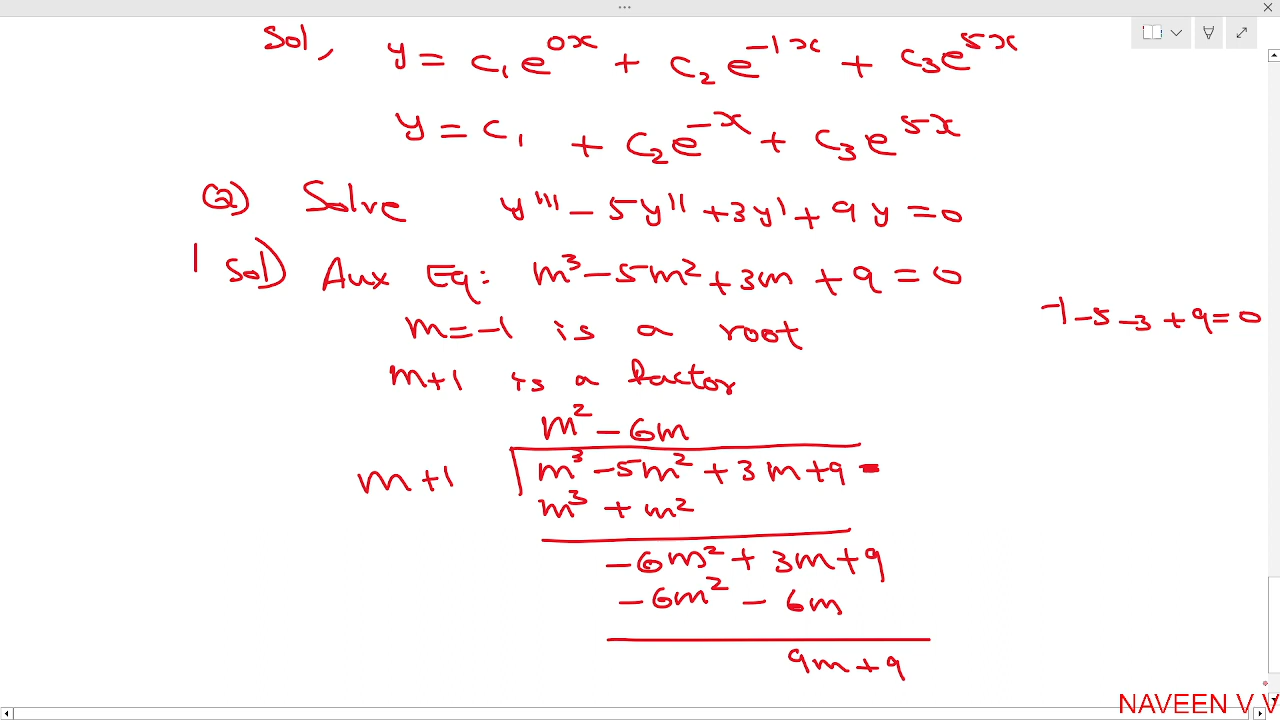 Sol, y = c₁e^0x + c₂e^-1x + c₃e^5x
y = c₁ + c₂e^-x + c₃e^5x
Q) Solve y''' - 5y'' + 3y' + 9y = 0
Sol) Aux Eq: m³ - 5m² + 3m + 9 = 0
m = -1 is a root
-1 - 5 - 3 + 9 = 0
m+1 is a factor
m² - 6m
m+1 m³ - 5m² + 3m + 9
m³ + m²
-6m² + 3m + 9
-6m² - 6m
9m + 9
NAVEEN V V